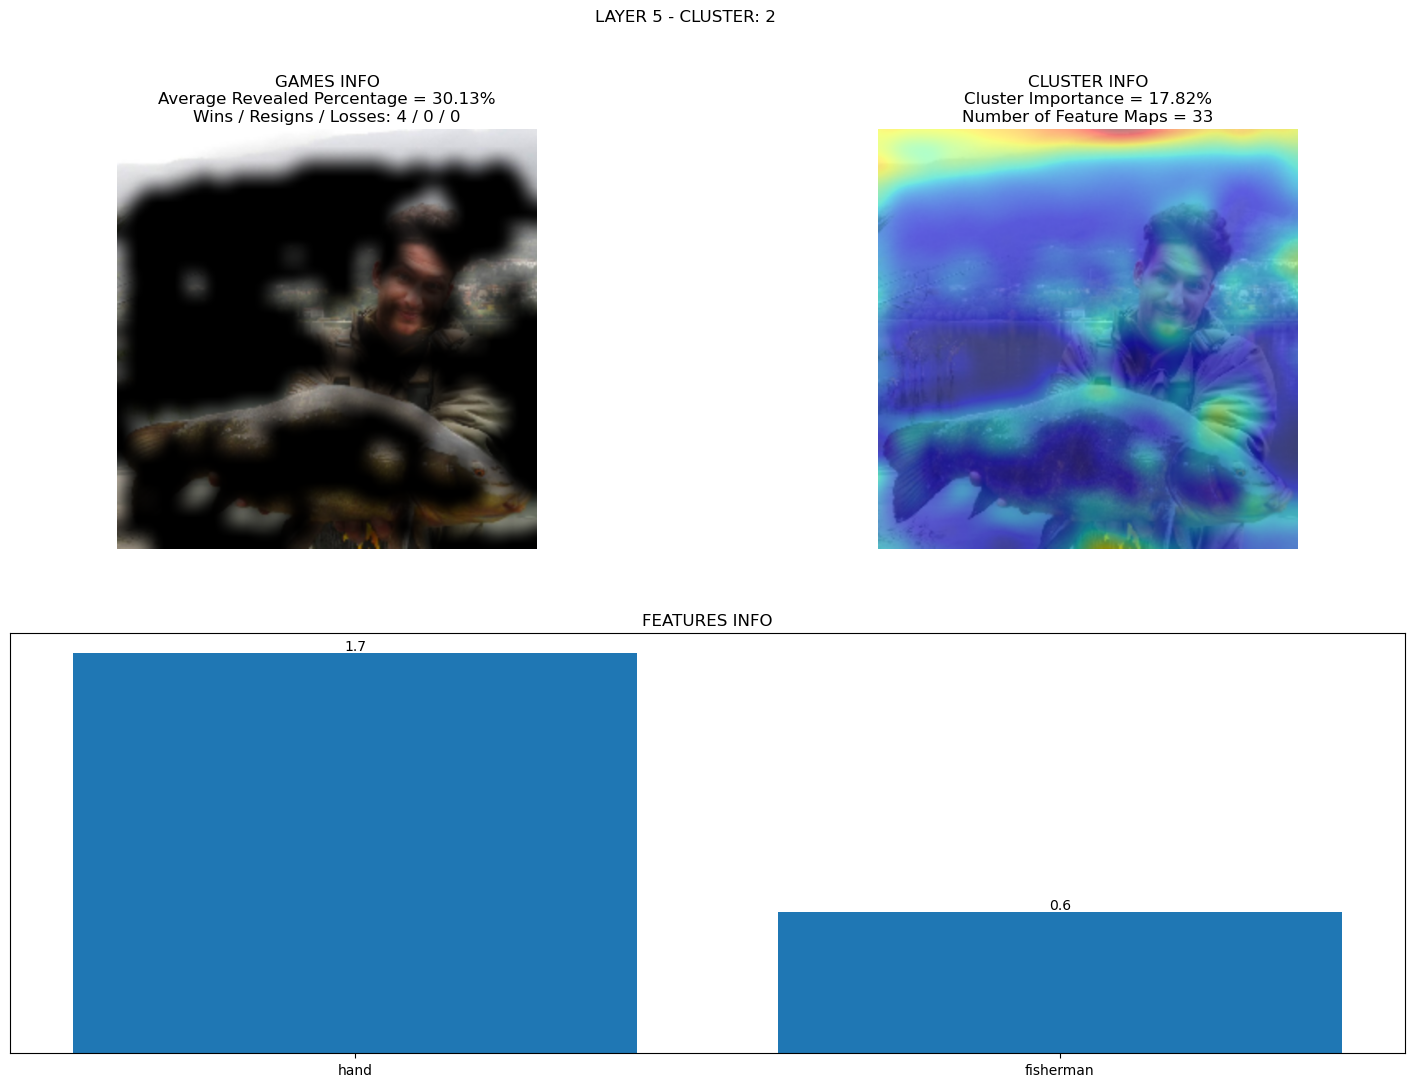 LAYER 5 - CLUSTER: 2
GAMES INFO
Average Revealed Percentage = 30.13%
Wins / Resigns / Losses: 4 / 0 / 0
CLUSTER INFO
Cluster Importance = 17.82%
Number of Feature Maps = 33
FEATURES INFO
1.7
0.6
hand
fisherman